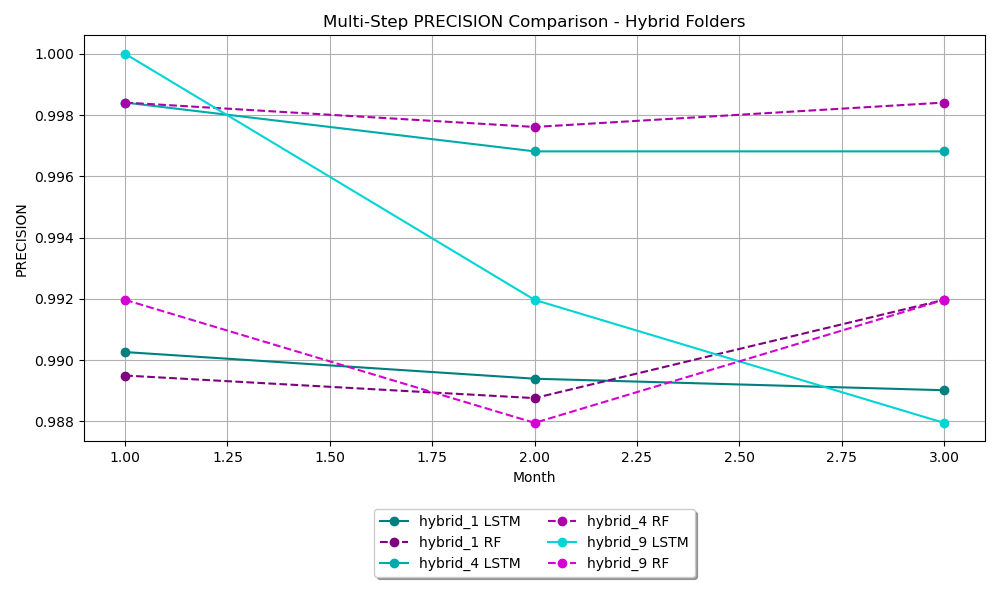 Multi-Step PRECISION Comparison - Hybrid Folders
1.000
0.998
0.996
0.994
0.992
0.990
0.988
PRECISION
1.00 1.25 1.50 1.75 2.00 2.25 2.50 2.75 3.00
Month
hybrid_1 LSTM hybrid_4 RF
hybrid_1 RF hybrid_9 LSTM
hybrid_4 LSTM hybrid_9 RF